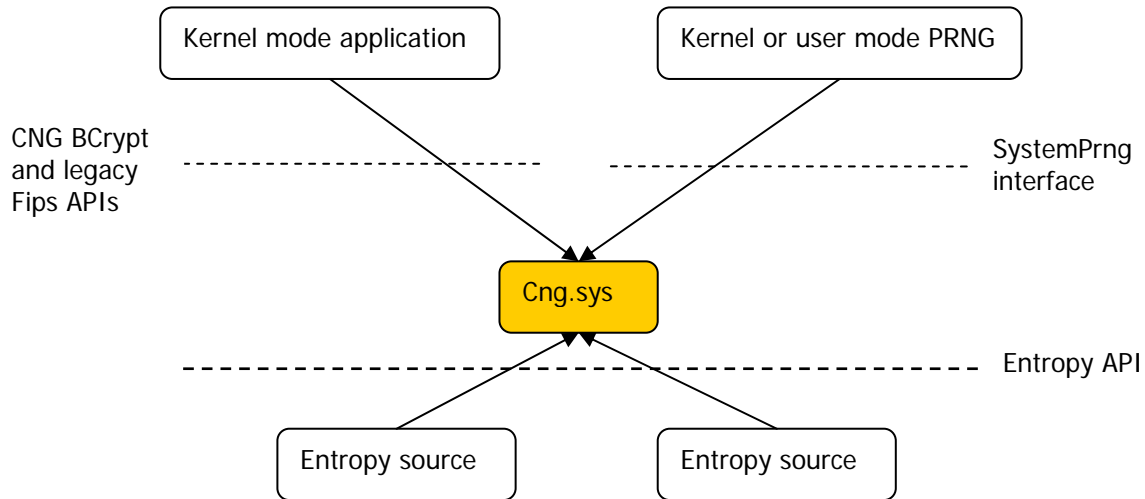 Kernel mode application
Kernel or user mode PRNG
CNG BCrypt
and legacy
Fips APIs
SystemPrng
interface
Cng.sys
Entropy API
Entropy source
Entropy source